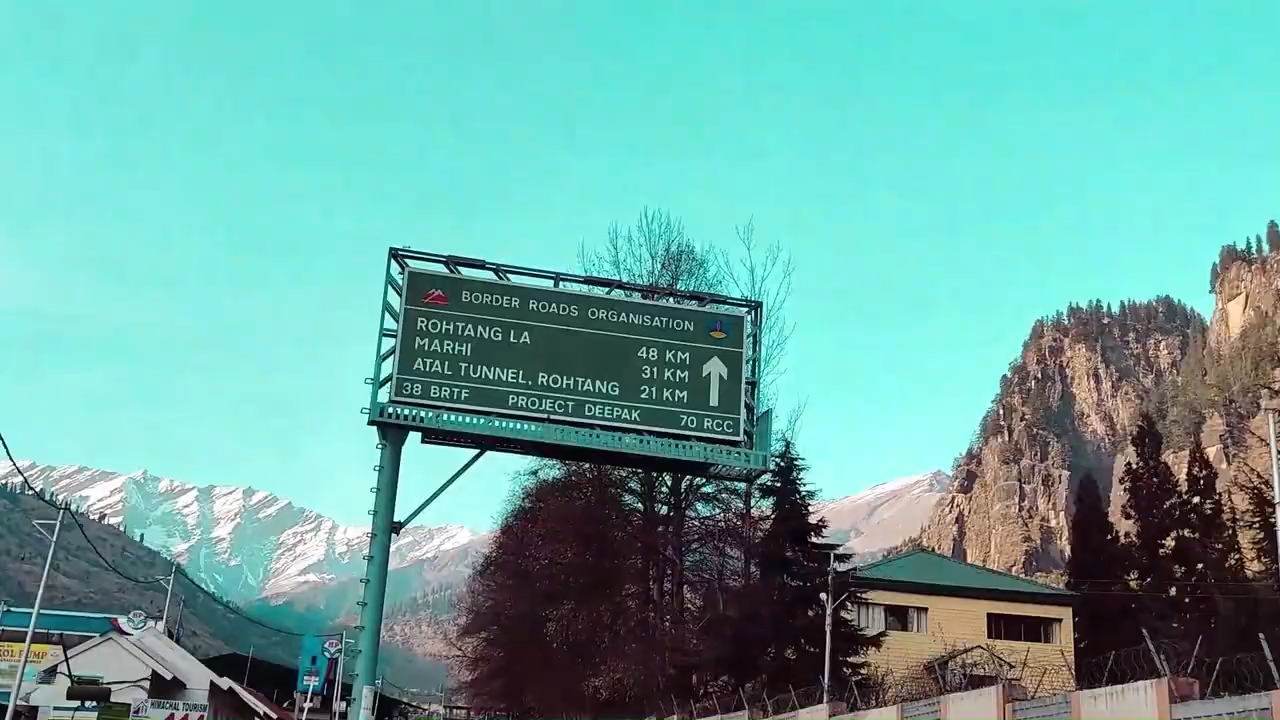 BORDER ROADS ORGANISATION
ROHTANG LA 48 KM
MARHI 31 KM
ATAL TUNNEL, ROHTANG 21 KM
38 BRTF PROJECT DEEPAK 70 RCC
HIMACHAL TOURISM